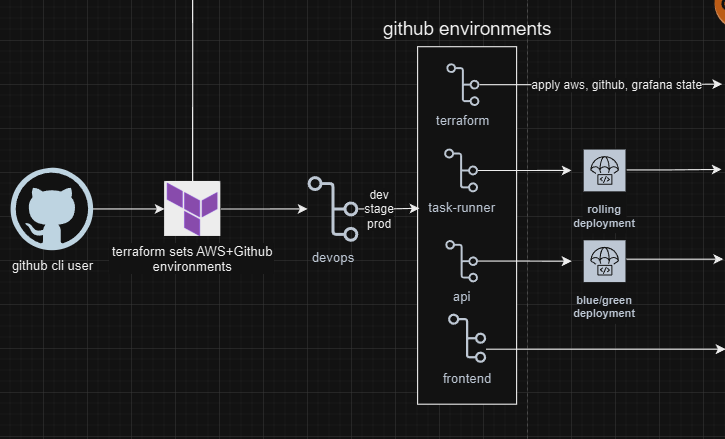 github environments
apply aws, github, grafana state
terraform
dev
stage
prod
task-runner
rolling
deployment
github cli user
terraform sets AWS+Github
environments
devops
api
blue/green
deployment
frontend